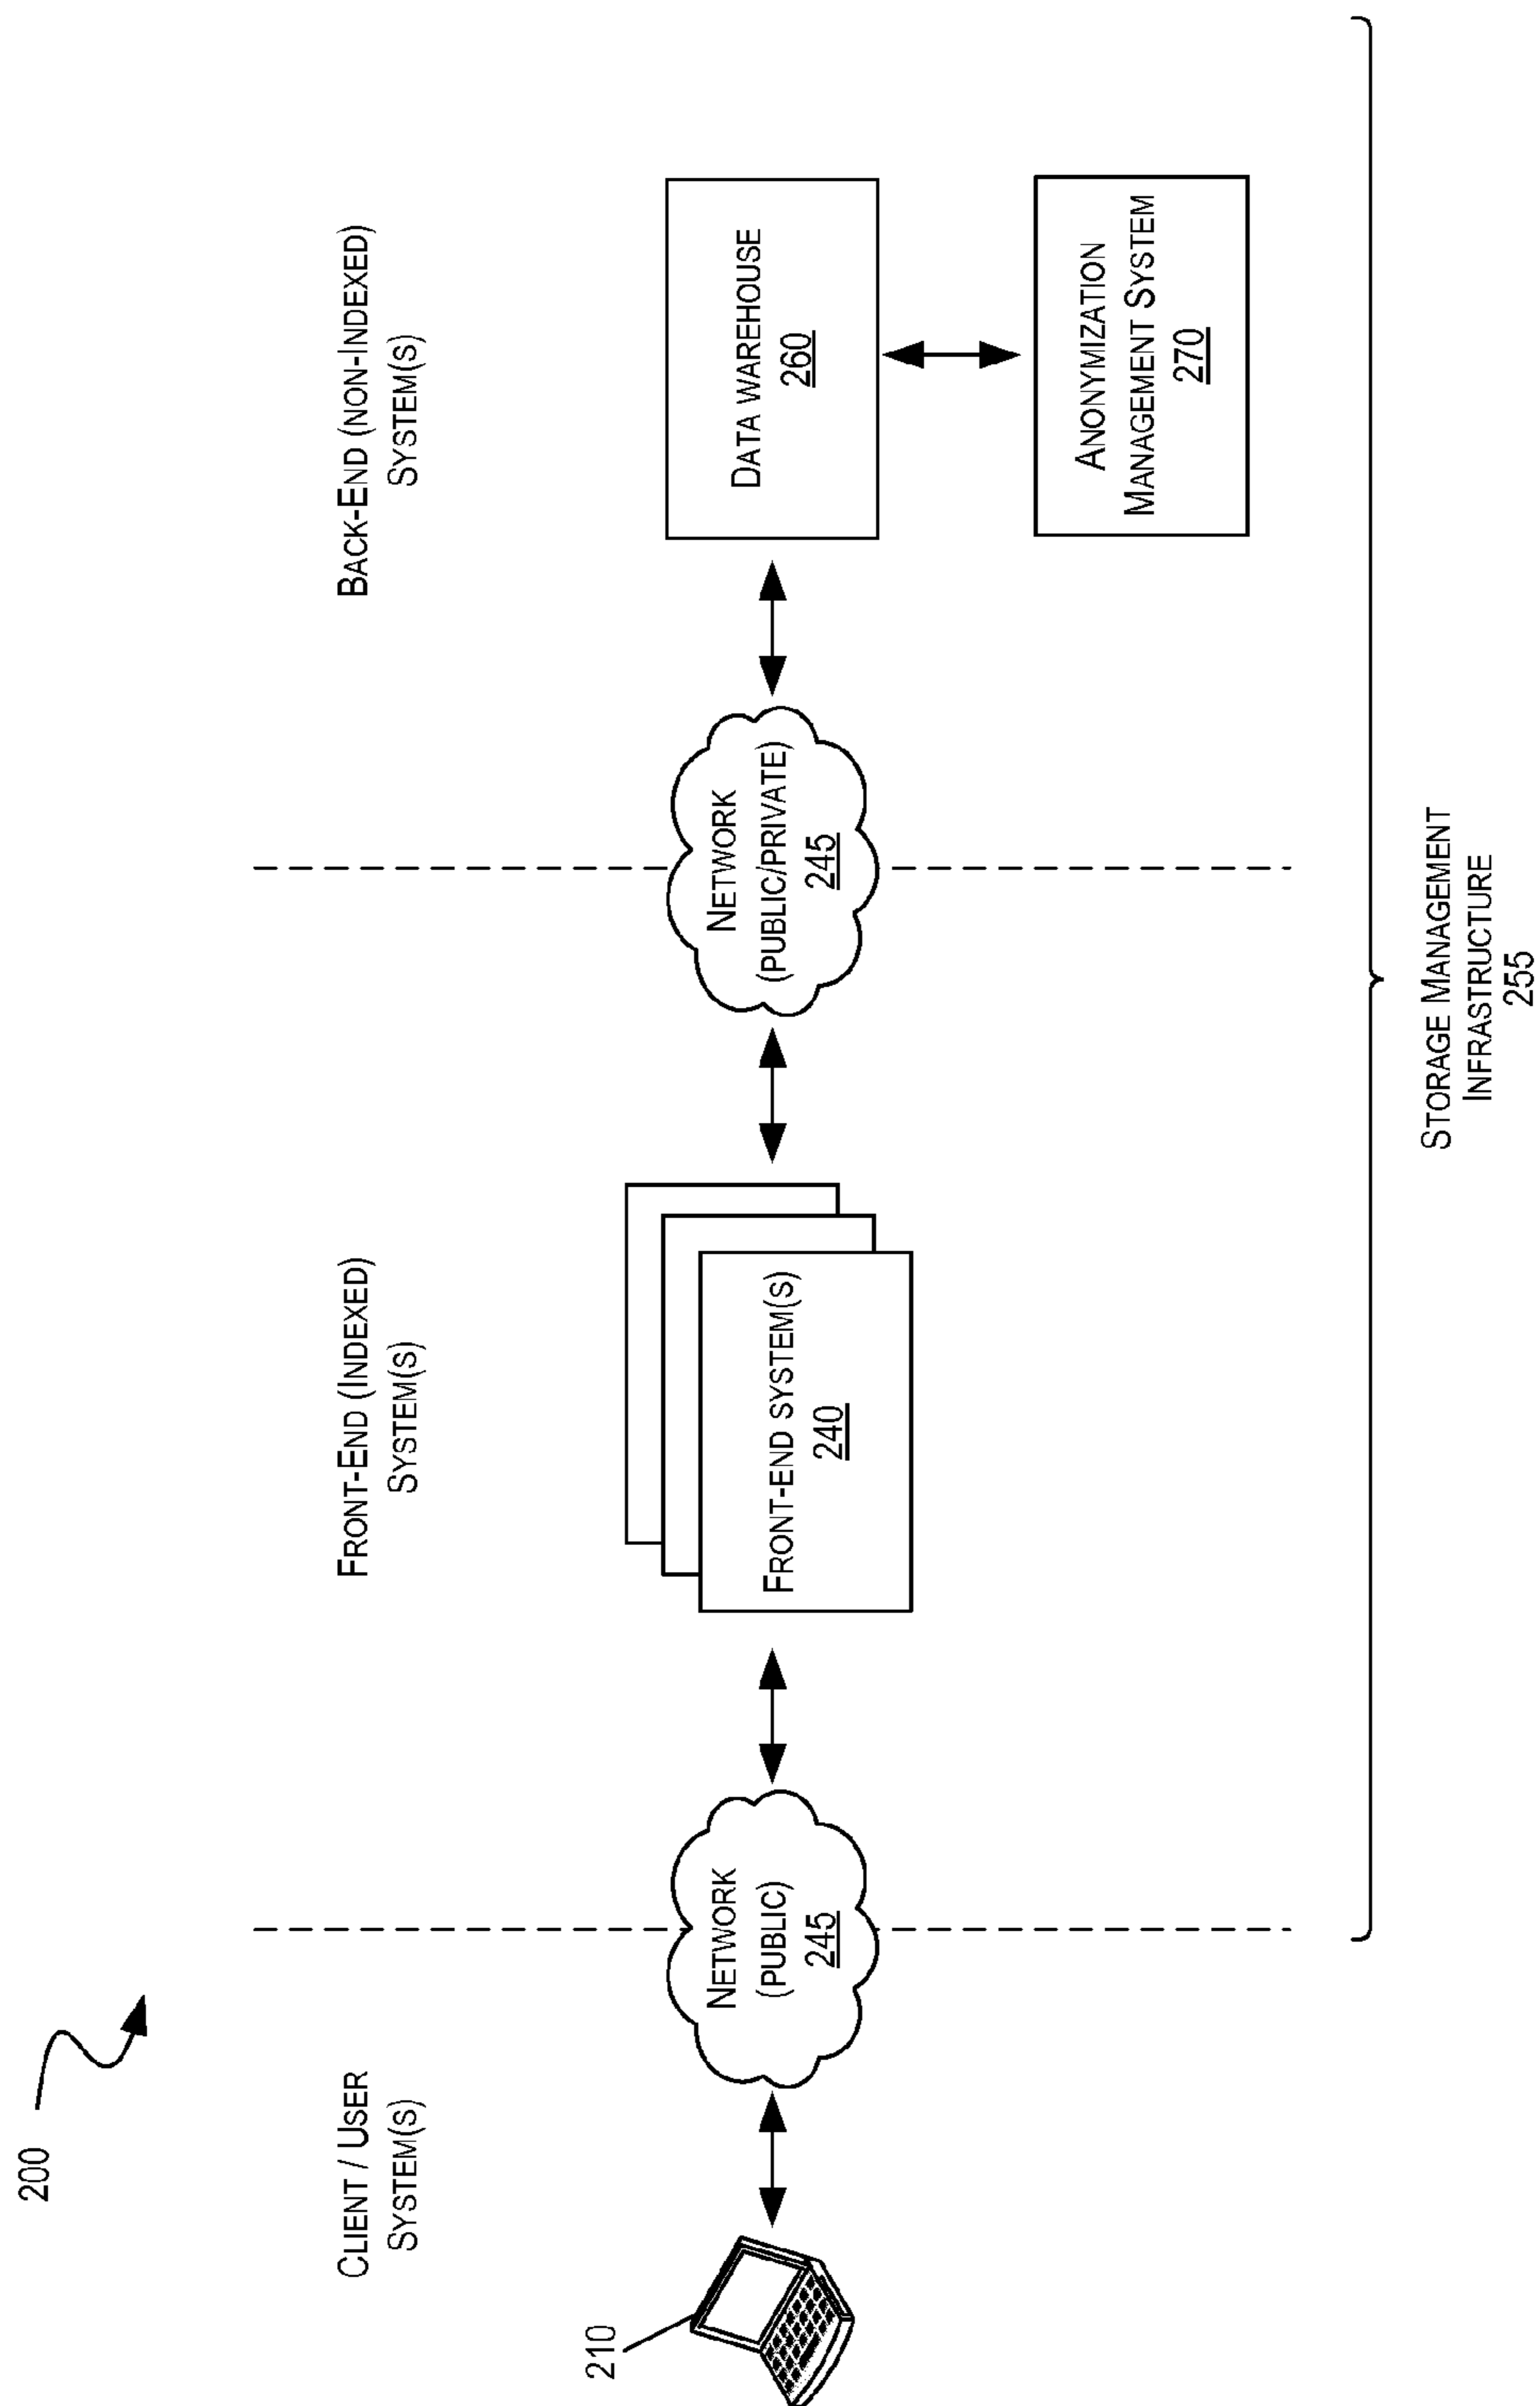 200
CLIENT / USER
SYSTEM(S)
FRONT-END (INDEXED)
SYSTEM(S)
BACK-END (NON-INDEXED)
SYSTEM(S)
210
NETWORK
(PUBLIC)
245
FRONT-END SYSTEM(S)
240
NETWORK
(PUBLIC/PRIVATE)
245
DATA WAREHOUSE
260
ANONYMIZATION
MANAGEMENT SYSTEM
270
STORAGE MANAGEMENT
INFRASTRUCTURE
255